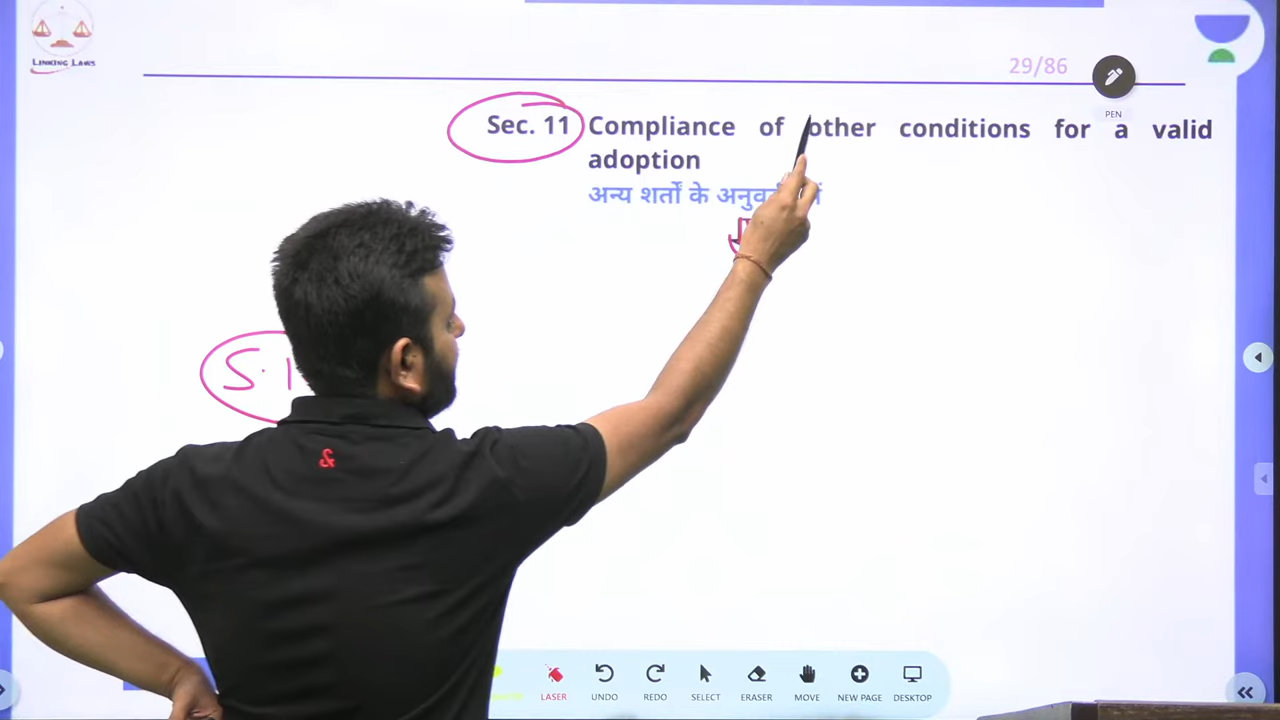 LINKING LAWS
29/86
PEN
Sec. 11 Compliance of other conditions for a valid
adoption
अन्य शर्तों के
S. 1
LASER
UNDO
REDO
SELECT
ERASER
MOVE
NEW PAGE
DESKTOP